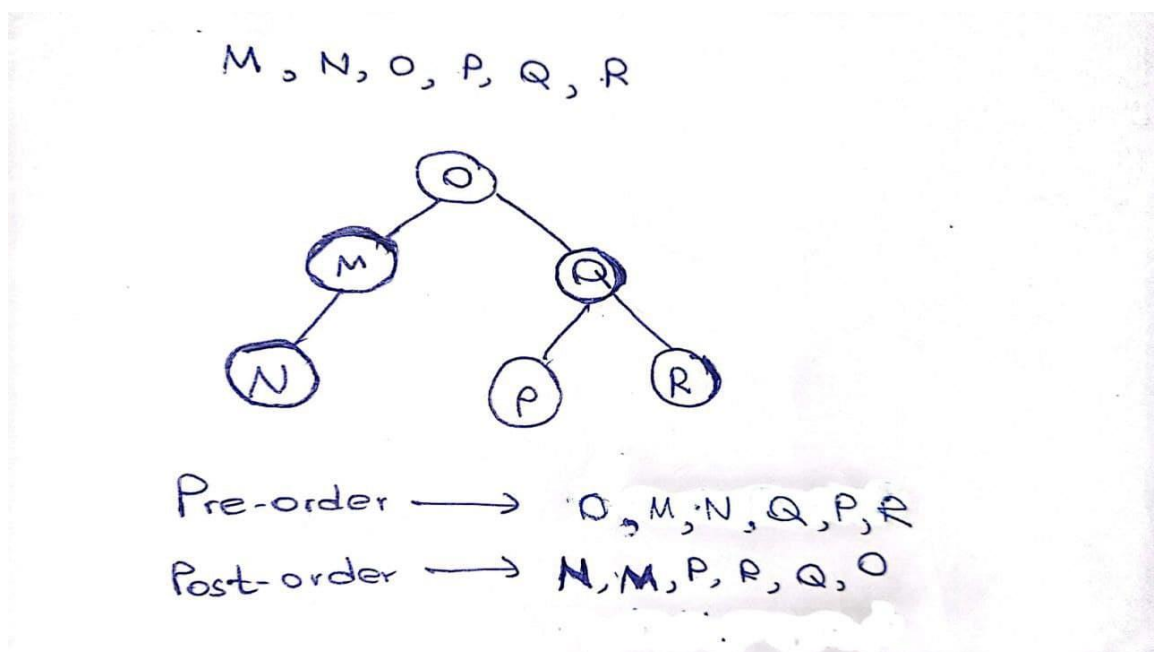 M, N, O, P, Q, R
O
M
Q
N
P
R
Pre-order → O, M, N, Q, P, R
Post-order → N, M, P, R, Q, O